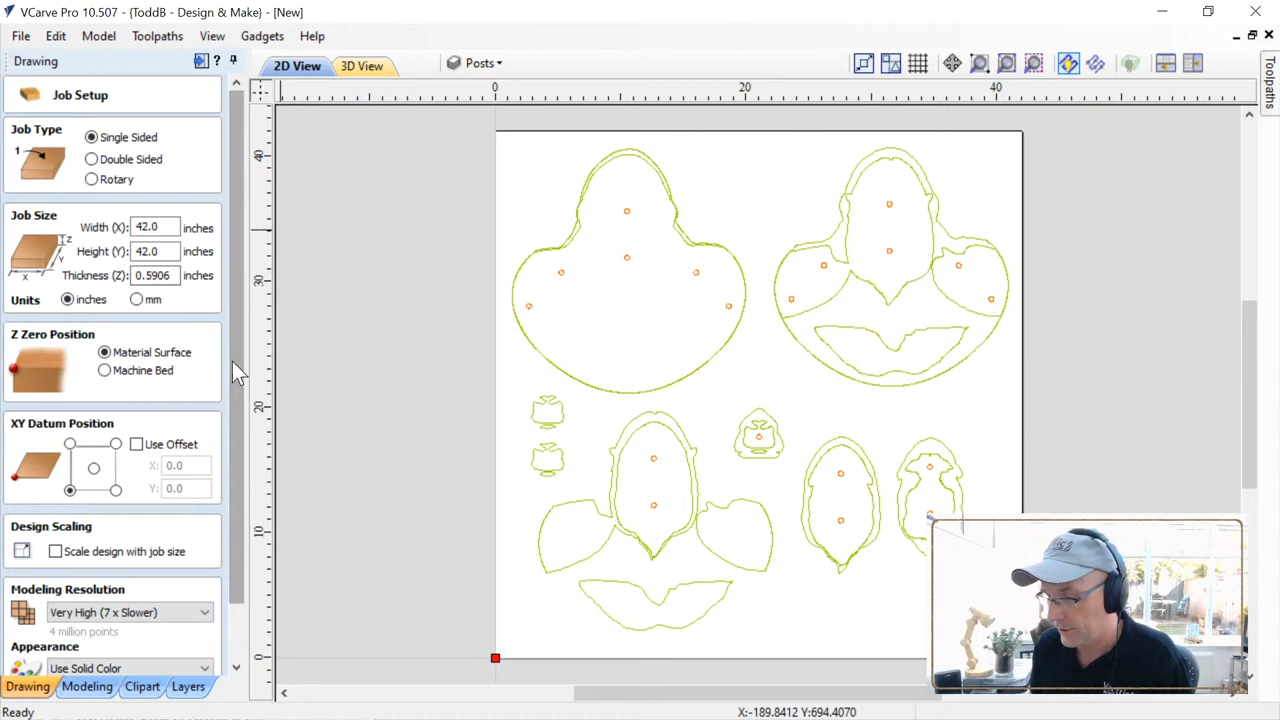 VCarve Pro 10.507 - {ToddB - Design & Make} - [New]
File Edit Model Toolpaths View Gadgets Help
Drawing
2D View 3D View Posts
Toolpaths
Job Setup
0 20 40
Job Type
Single Sided
Double Sided
Rotary
1
40
Job Size
Width (X): 42.0 inches
Height (Y): 42.0 inches
Thickness (Z): 0.5906 inches
Z
Y
X
Units inches mm
30
Z Zero Position
Material Surface
Machine Bed
20
XY Datum Position
Use Offset
X: 0.0
Y: 0.0
10
Design Scaling
Scale design with job size
Modeling Resolution
Very High (7 x Slower)
4 million points
Appearance
Use Solid Color
0
Drawing Modeling Clipart Layers
Ready
X:-189.8412 Y:694.4070